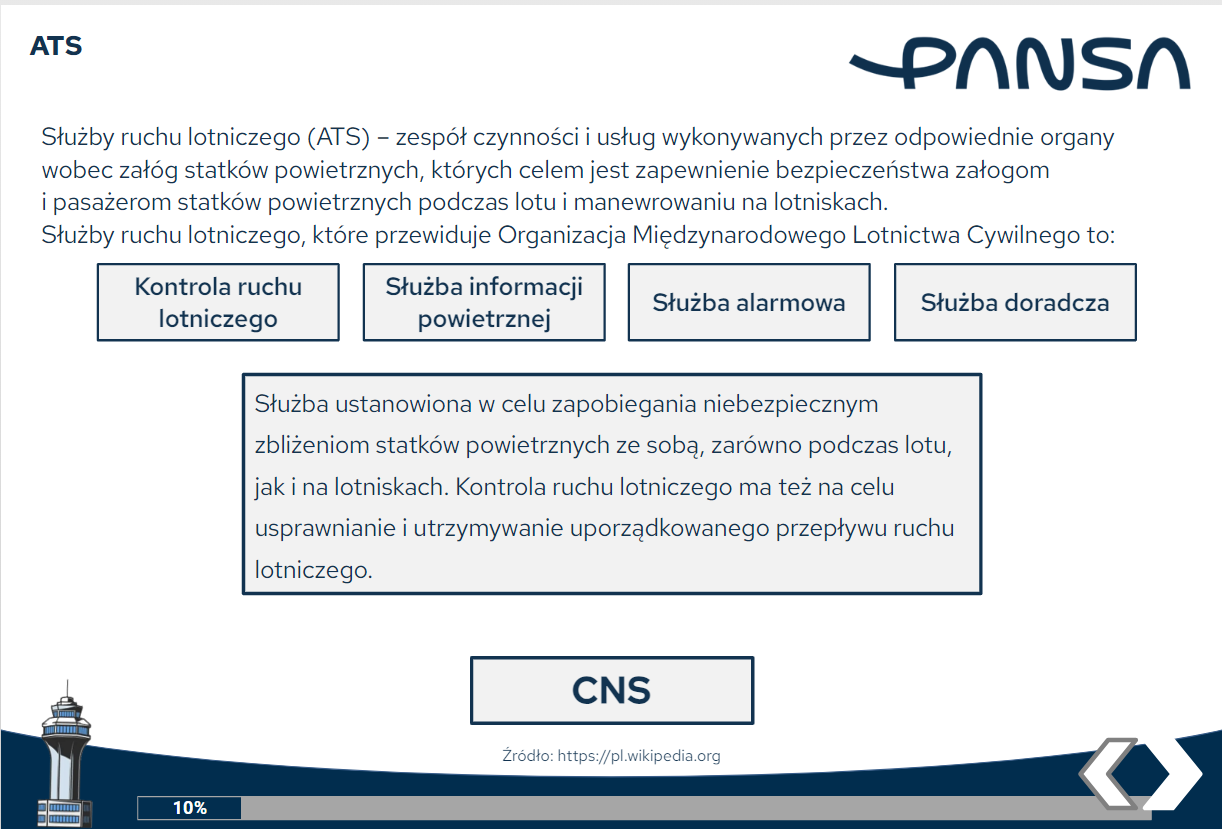 ATS
PANSA
Służby ruchu lotniczego (ATS) – zespół czynności i usług wykonywanych przez odpowiednie organy
wobec załóg statków powietrznych, których celem jest zapewnienie bezpieczeństwa załogom
i pasażerom statków powietrznych podczas lotu i manewrowaniu na lotniskach.
Służby ruchu lotniczego, które przewiduje Organizacja Międzynarodowego Lotnictwa Cywilnego to:
Kontrola ruchu
lotniczego
Służba informacji
powietrznej
Służba alarmowa
Służba doradcza
Służba ustanowiona w celu zapobiegania niebezpiecznym
zbliżeniom statków powietrznych ze sobą, zarówno podczas lotu,
jak i na lotniskach. Kontrola ruchu lotniczego ma też na celu
usprawnianie i utrzymywanie uporządkowanego przepływu ruchu
lotniczego.
CNS
Źródło: https://pl.wikipedia.org
10%